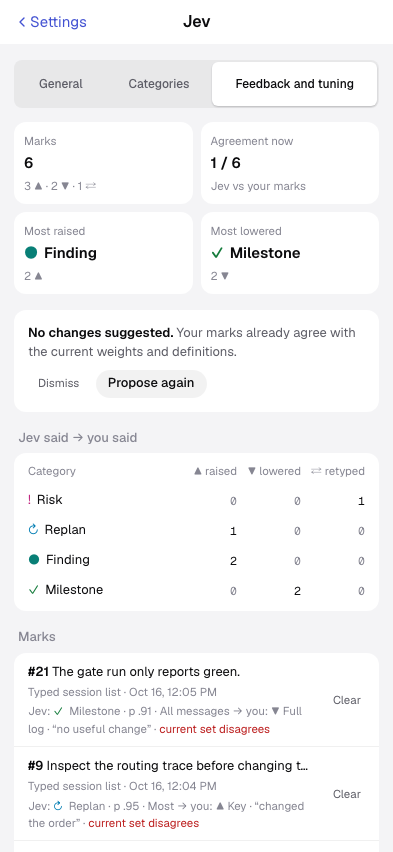 Settings
Jev
General Categories Feedback and tuning
Marks
6
3 ▲ · 2 ▼ · 1 ⇄
Agreement now
1 / 6
Jev vs your marks
Most raised
Finding
2 ▲
Most lowered
✓ Milestone
2 ▼
No changes suggested. Your marks already agree with
the current weights and definitions.
Dismiss Propose again
Jev said → you said
Category ▲ raised ▼ lowered ⇄ retyped
! Risk 0 0 1
↻ Replan 1 0 0
● Finding 2 0 0
✓ Milestone 0 2 0
Marks
#21 The gate run only reports green.
Typed session list · Oct 16, 12:05 PM
Jev: ✓ Milestone · p .91 · All messages → you: ▼ Full
log · “no useful change” · current set disagrees
Clear
#9 Inspect the routing trace before changing t…
Typed session list · Oct 16, 12:04 PM
Jev: ↻ Replan · p .95 · Most → you: ▲ Key · “changed
the order” · current set disagrees
Clear